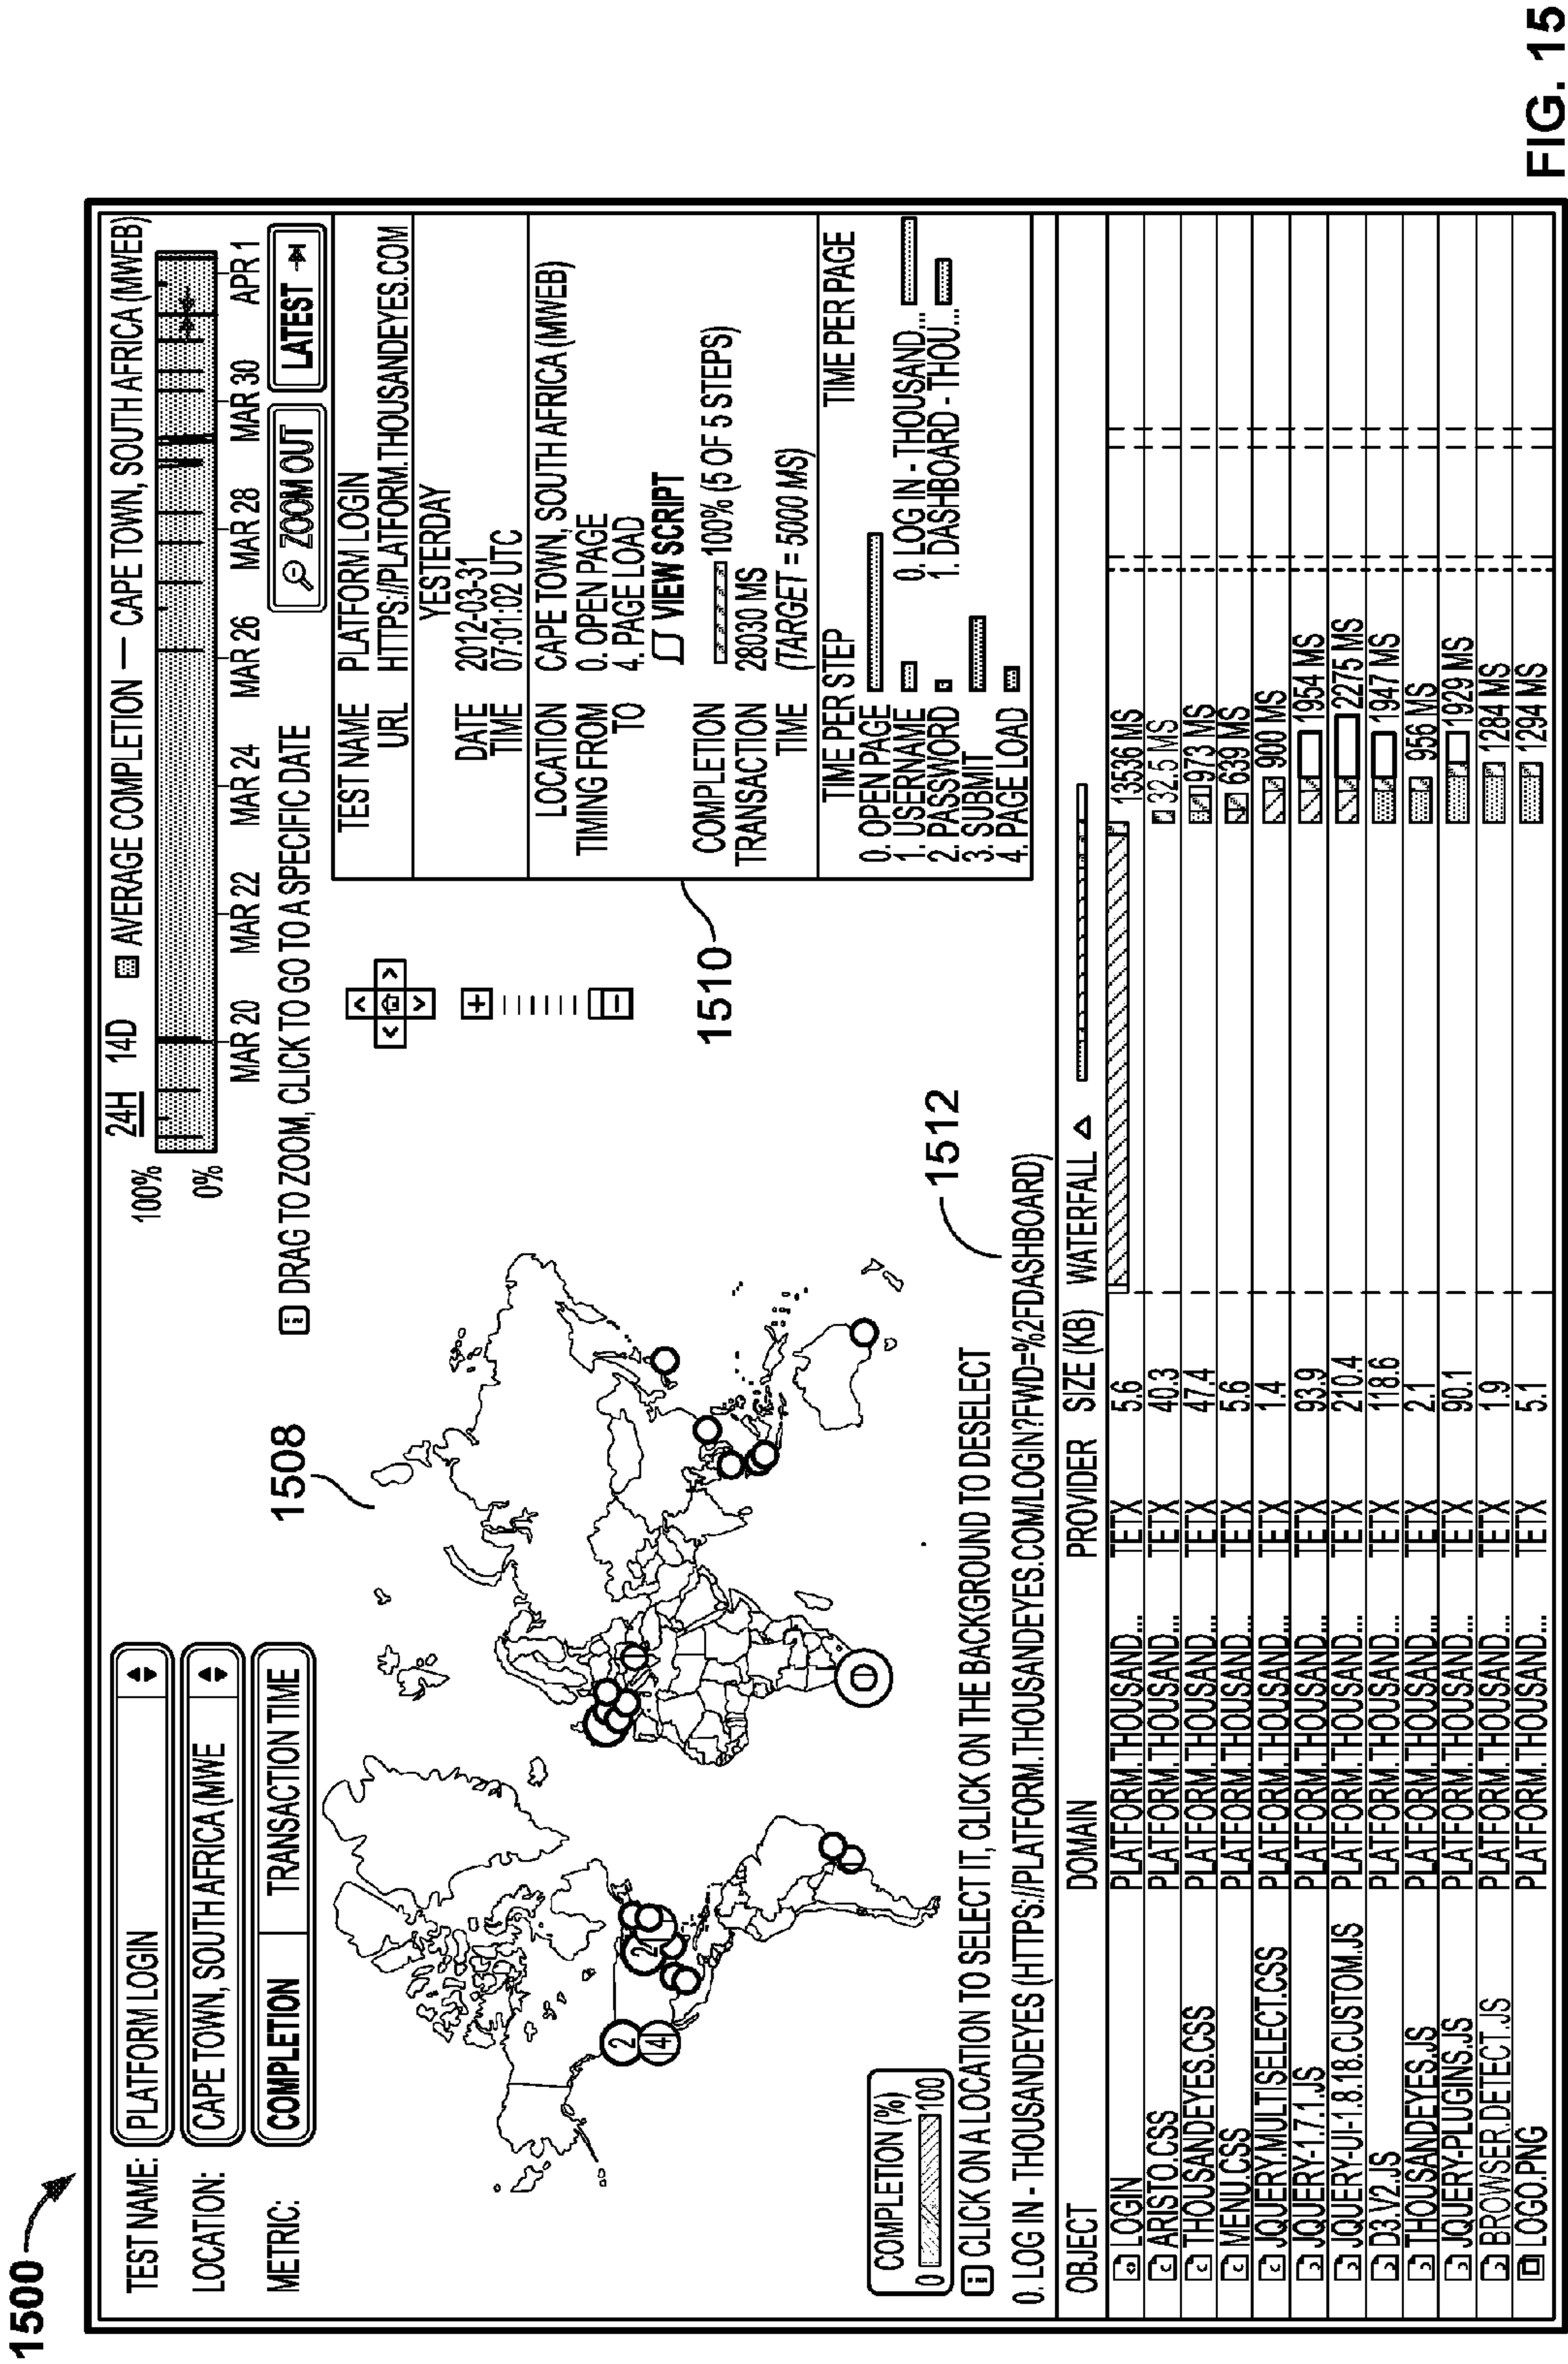 1500
TEST NAME: PLATFORM LOGIN
LOCATION: CAPE TOWN, SOUTH AFRICA (MWE
METRIC: COMPLETION TRANSACTION TIME
24H 14D AVERAGE COMPLETION — CAPE TOWN, SOUTH AFRICA (MWEB)
100%
0%
MAR 20 MAR 22 MAR 24 MAR 26 MAR 28 MAR 30 APR 1
i DRAG TO ZOOM, CLICK TO GO TO A SPECIFIC DATE
ZOOM OUT LATEST
1508
2
14
2
1
0
COMPLETION (%)
0 100
i CLICK ON A LOCATION TO SELECT IT, CLICK ON THE BACKGROUND TO DESELECT
TEST NAME PLATFORM LOGIN
URL HTTPS://PLATFORM.THOUSANDEYES.COM
YESTERDAY
DATE 2012-03-31
TIME 07:01:02 UTC
LOCATION CAPE TOWN, SOUTH AFRICA (MWEB)
TIMING FROM 0. OPEN PAGE
TO 4. PAGE LOAD
VIEW SCRIPT
COMPLETION 100% (5 OF 5 STEPS)
TRANSACTION 28030 MS
TIME (TARGET = 5000 MS)
TIME PER STEP TIME PER PAGE
0. OPEN PAGE
1. USERNAME 0. LOG IN - THOUSAND...
2. PASSWORD 1. DASHBOARD - THOU...
3. SUBMIT
4. PAGE LOAD
1510
1512
0. LOG IN - THOUSANDEYES (HTTPS://PLATFORM.THOUSANDEYES.COM/LOGIN?FWD=%2FDASHBOARD)
OBJECT DOMAIN PROVIDER SIZE (KB) WATERFALL
LOGIN PLATFORM.THOUSAND... TETX 5.6 13536 MS
ARISTO.CSS PLATFORM.THOUSAND... TETX 40.3 32.5 MS
THOUSANDEYES.CSS PLATFORM.THOUSAND... TETX 47.4 973 MS
MENU.CSS PLATFORM.THOUSAND... TETX 5.6 639 MS
JQUERY.MULTISELECT.CSS PLATFORM.THOUSAND... TETX 1.4 900 MS
JQUERY-1.7.1.JS PLATFORM.THOUSAND... TETX 93.9 1954 MS
JQUERY-UI-1.8.18.CUSTOM.JS PLATFORM.THOUSAND... TETX 210.4 2275 MS
D3.V2.JS PLATFORM.THOUSAND... TETX 118.6 1947 MS
THOUSANDEYES.JS PLATFORM.THOUSAND... TETX 2.1 956 MS
JQUERY-PLUGINS.JS PLATFORM.THOUSAND... TETX 90.1 1929 MS
BROWSER.DETECT.JS PLATFORM.THOUSAND... TETX 1.9 1284 MS
LOGO.PNG PLATFORM.THOUSAND... TETX 5.1 1294 MS
FIG. 15